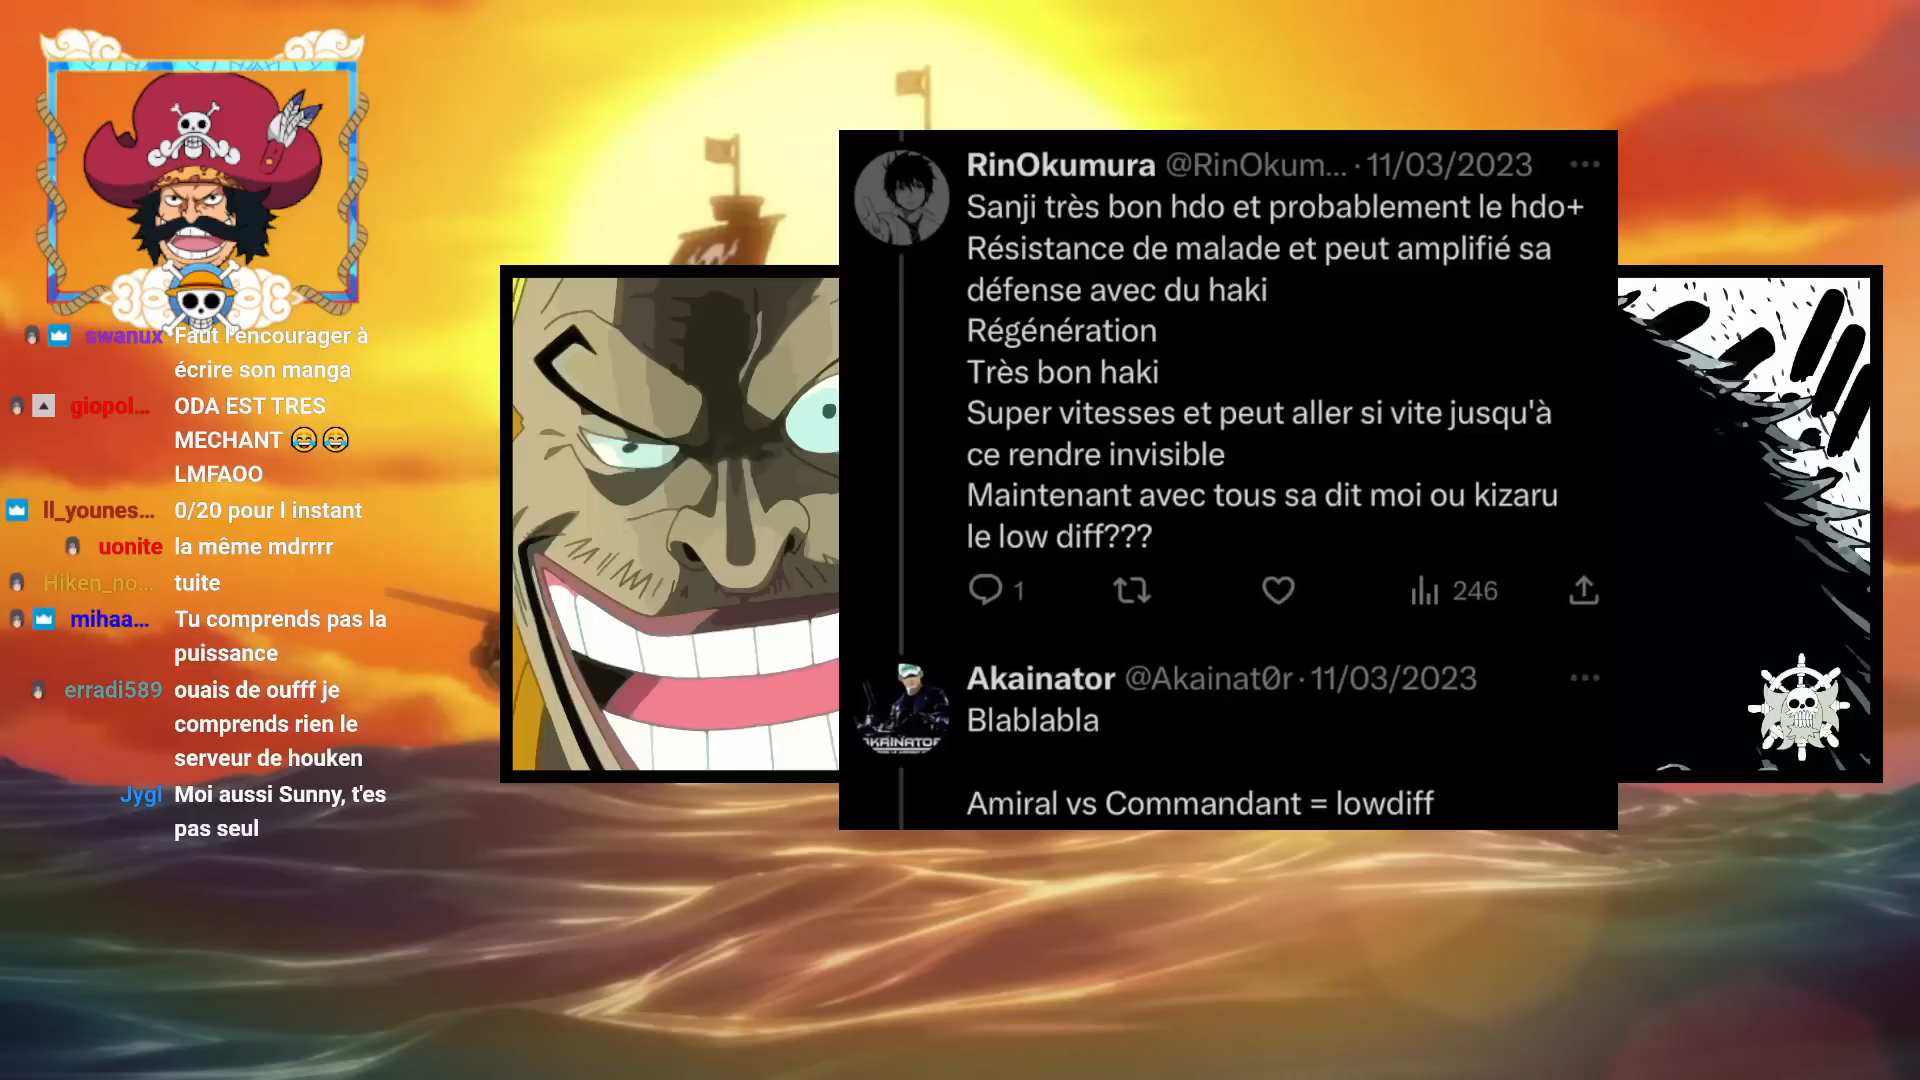 swanux Faut l'encourager à
écrire son manga
giopol... ODA EST TRES
MECHANT 😂 😂
LMFAOO
ll_younes... 0/20 pour l instant
uonite la même mdrrrr
Hiken_no... tuite
mihaa... Tu comprends pas la
puissance
erradi589 ouais de oufff je
comprends rien le
serveur de houken
Jygl Moi aussi Sunny, t'es
pas seul
RinOkumura @RinOkum... · 11/03/2023
Sanji très bon hdo et probablement le hdo+
Résistance de malade et peut amplifié sa
défense avec du haki
Régénération
Très bon haki
Super vitesses et peut aller si vite jusqu'à
ce rendre invisible
Maintenant avec tous sa dit moi ou kizaru
le low diff???
1 246
Akainator @Akainat0r · 11/03/2023
Blablabla
Amiral vs Commandant = lowdiff
AKAINATOR